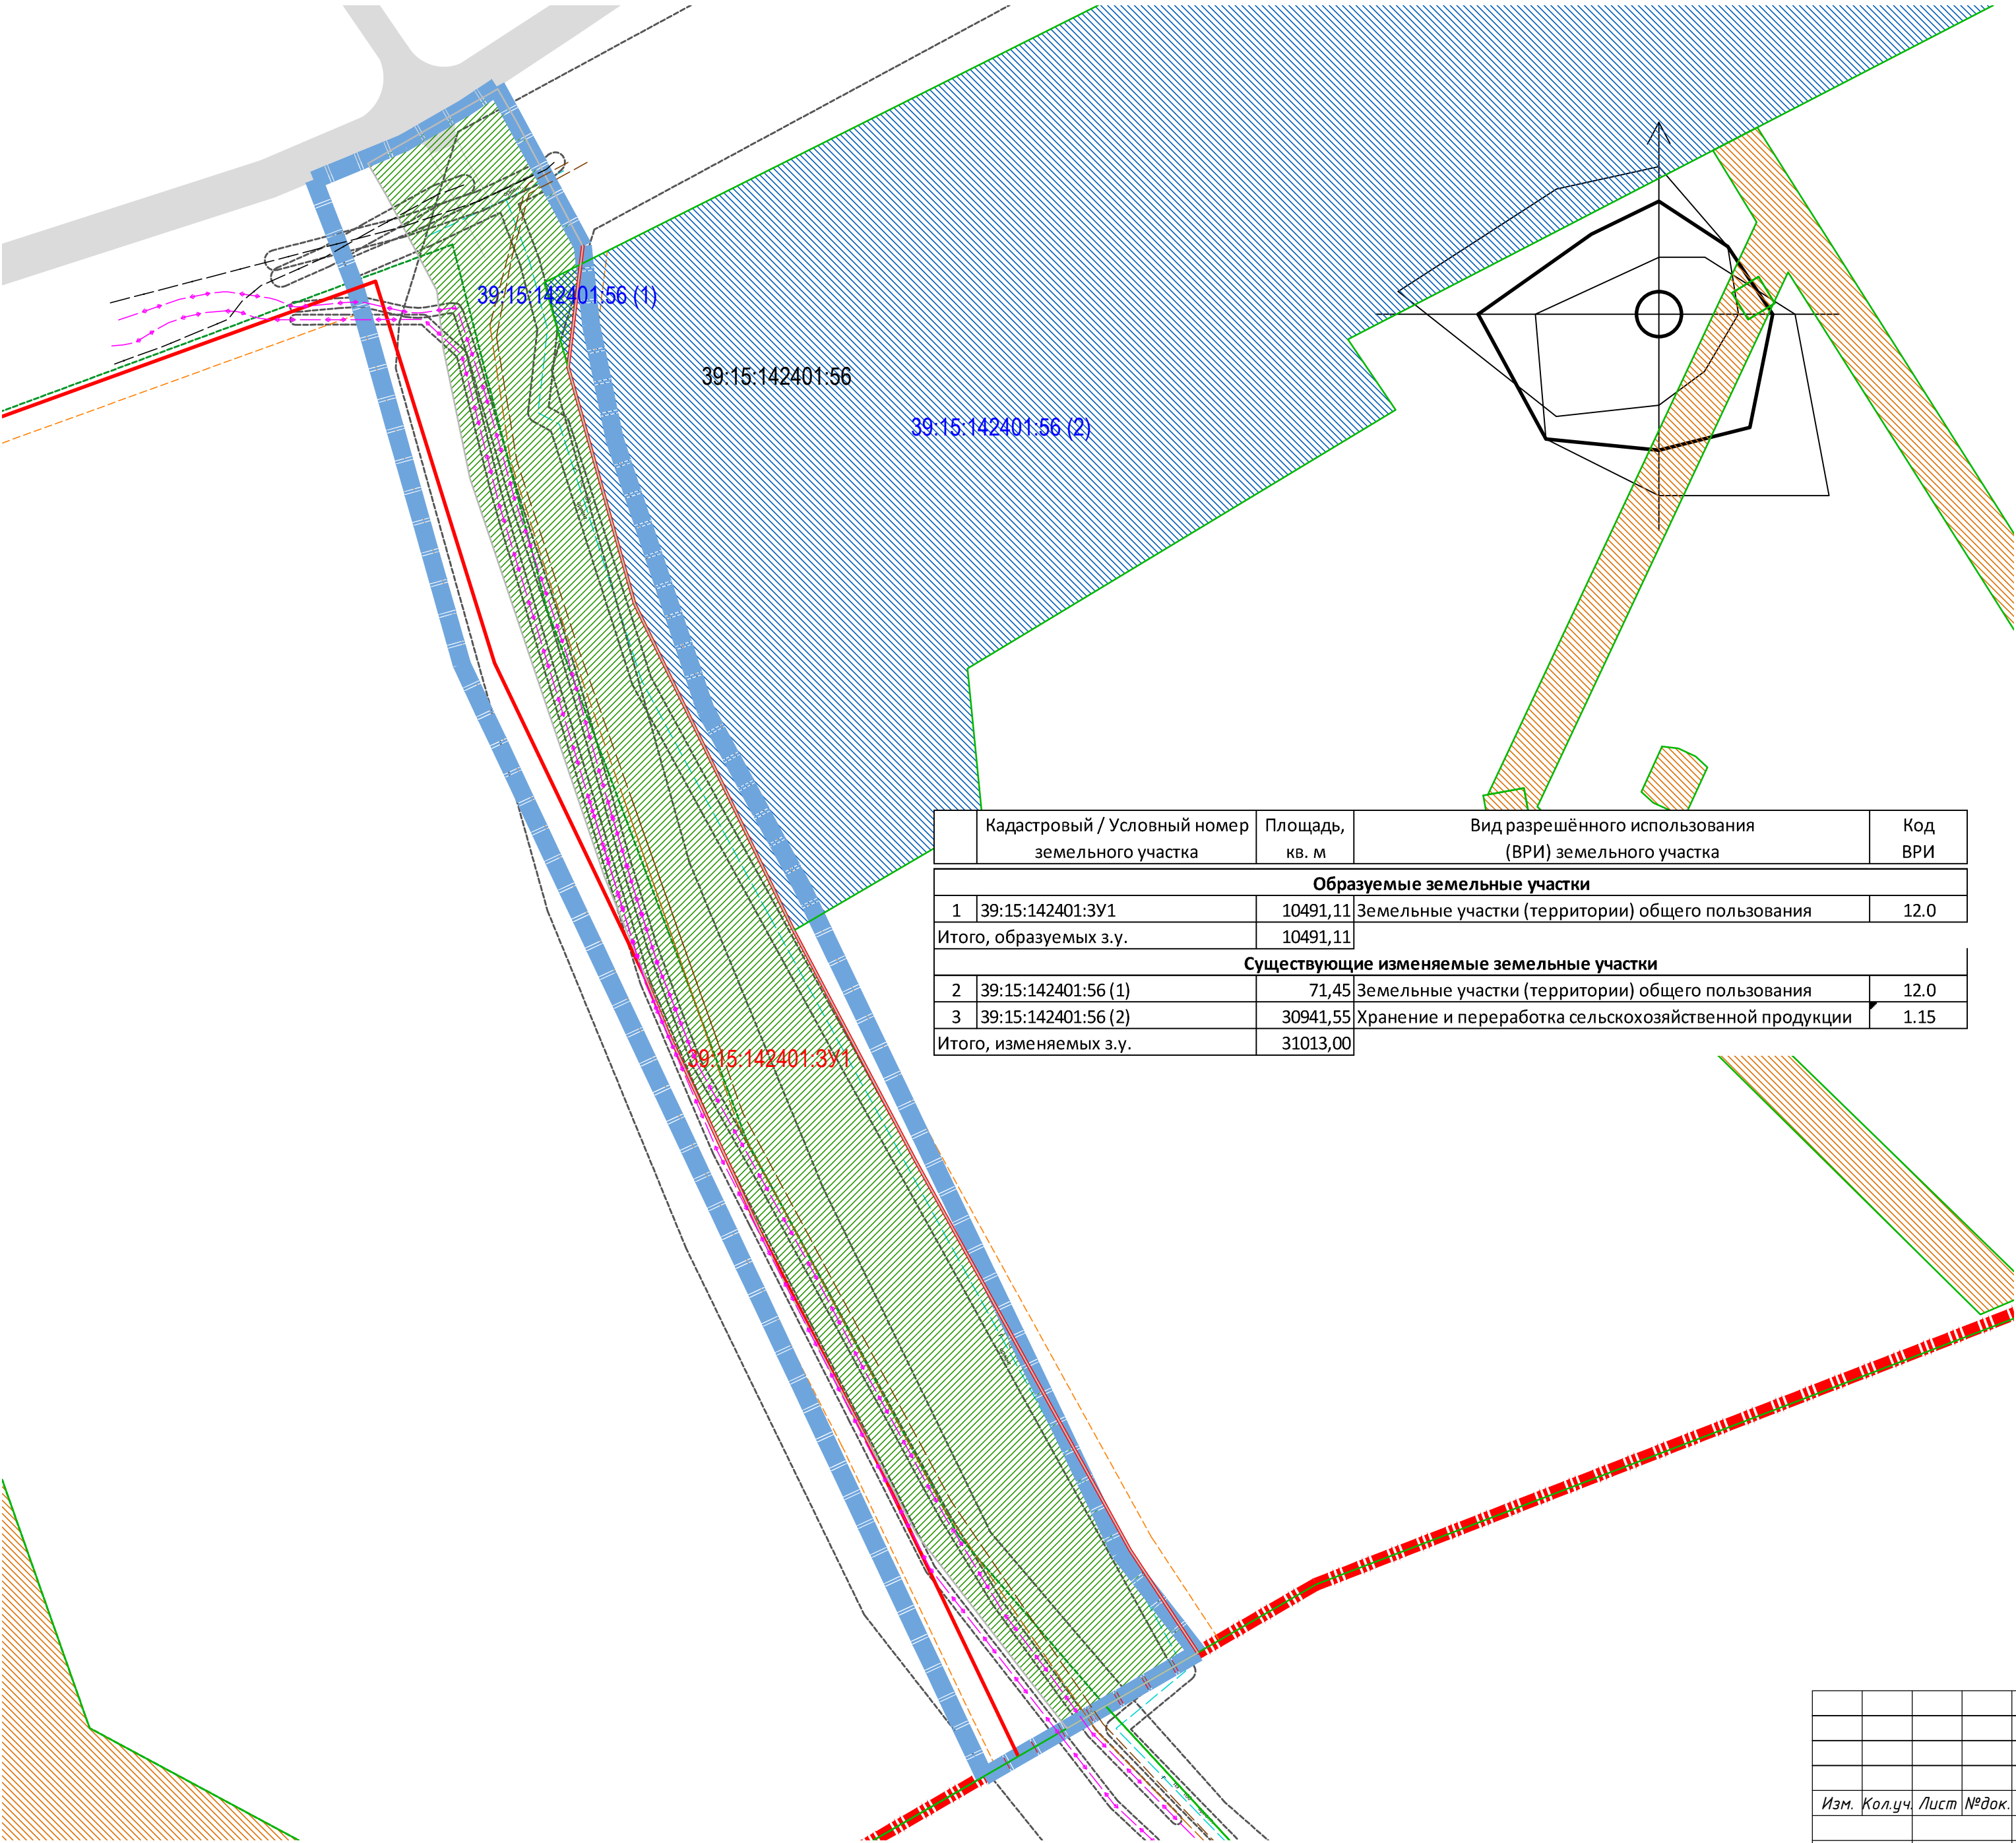 39:15:142401:56 (1)
39:15:142401:56
39:15:142401:56 (2)
Кадастровый / Условный номер земельного участка Площадь, кв. м Вид разрешённого использования (ВРИ) земельного участка Код ВРИ
Образуемые земельные участки
1 39:15:142401:ЗУ1 10491,11 Земельные участки (территории) общего пользования 12.0
Итого, образуемых з.у. 10491,11
Существующие изменяемые земельные участки
2 39:15:142401:56 (1) 71,45 Земельные участки (территории) общего пользования 12.0
3 39:15:142401:56 (2) 30941,55 Хранение и переработка сельскохозяйственной продукции 1.15
Итого, изменяемых з.у. 31013,00
39:15:142401:ЗУ1
Изм. Кол.уч. Лист №док.